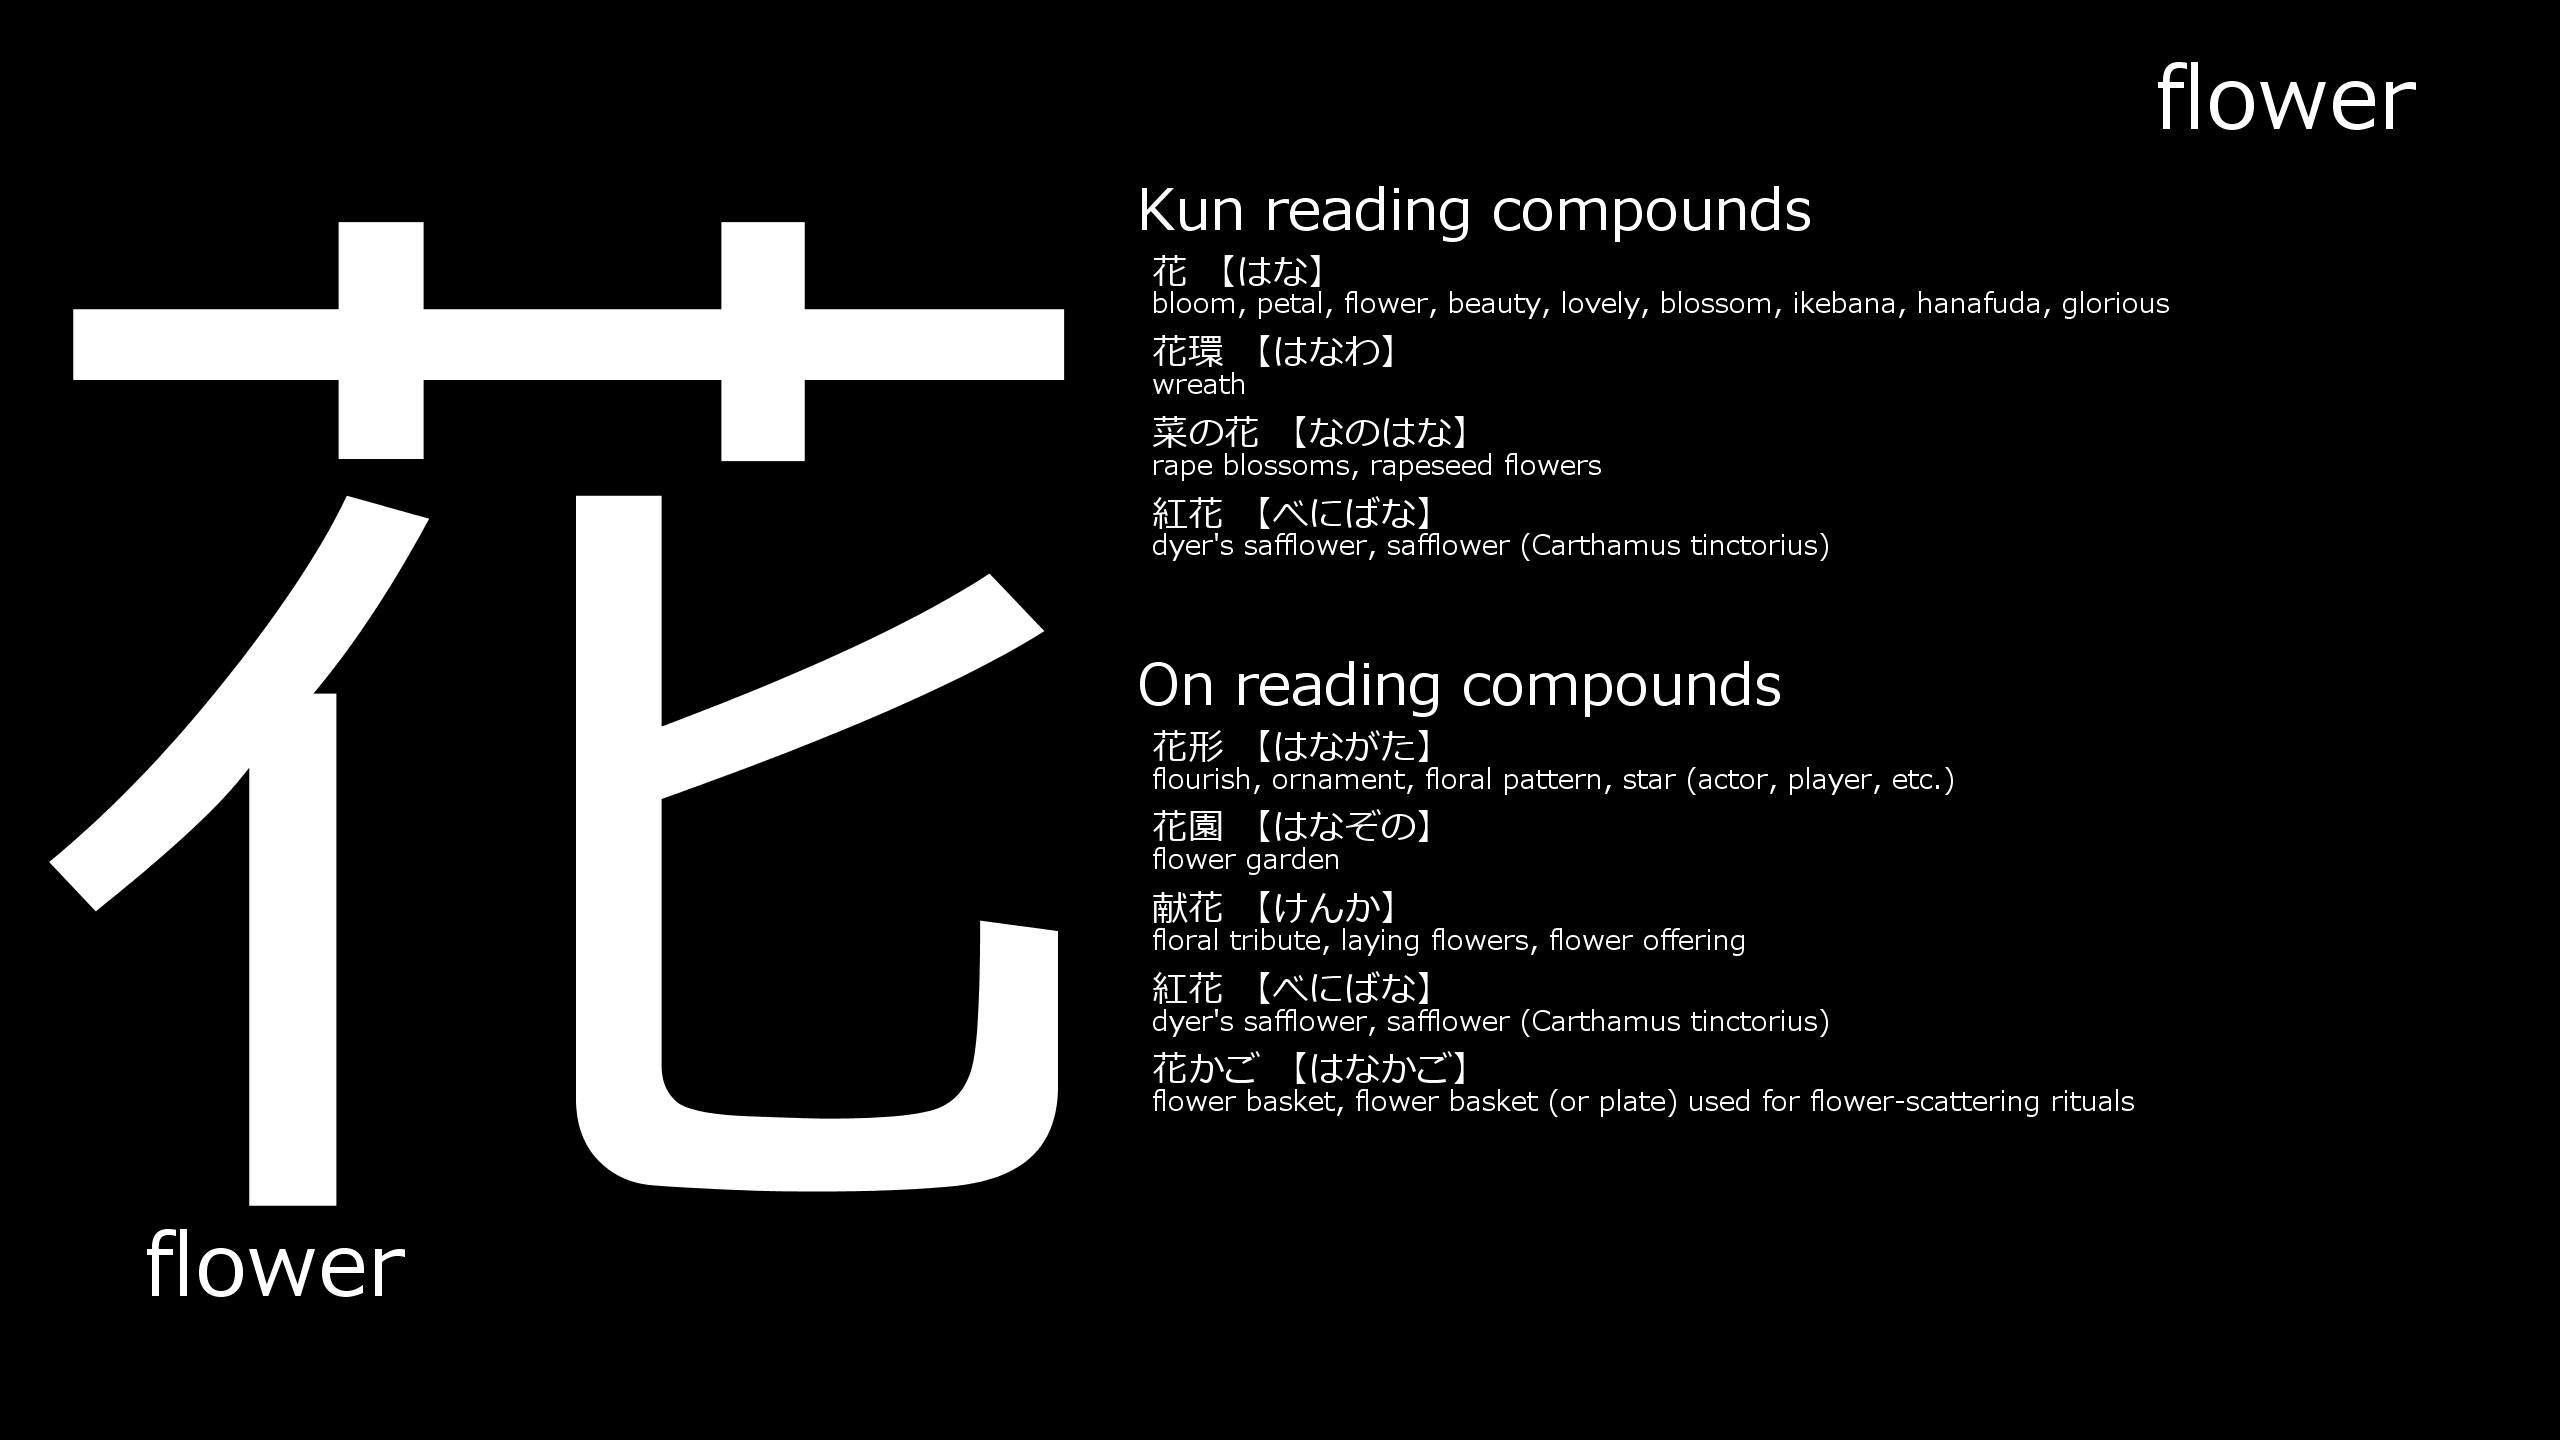 flower
花
flower
Kun reading compounds
花 【はな】
bloom, petal, flower, beauty, lovely, blossom, ikebana, hanafuda, glorious
花環 【はなわ】
wreath
菜の花 【なのはな】
rape blossoms, rapeseed flowers
紅花 【べにばな】
dyer's safflower, safflower (Carthamus tinctorius)
On reading compounds
花形 【はながた】
flourish, ornament, floral pattern, star (actor, player, etc.)
花園 【はなぞの】
flower garden
献花 【けんか】
floral tribute, laying flowers, flower offering
紅花 【べにばな】
dyer's safflower, safflower (Carthamus tinctorius)
花かご 【はなかご】
flower basket, flower basket (or plate) used for flower-scattering rituals